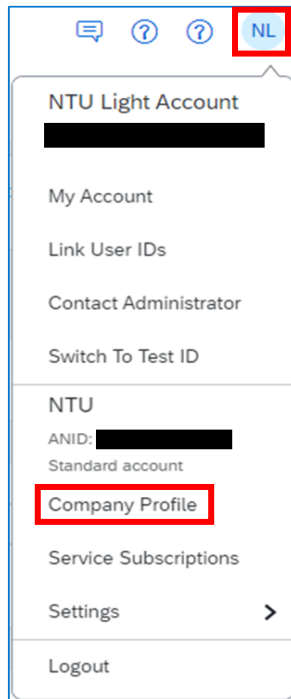 NL
NTU Light Account
My Account
Link User IDs
Contact Administrator
Switch To Test ID
NTU
ANID:
Standard account
Company Profile
Service Subscriptions
Settings
Logout